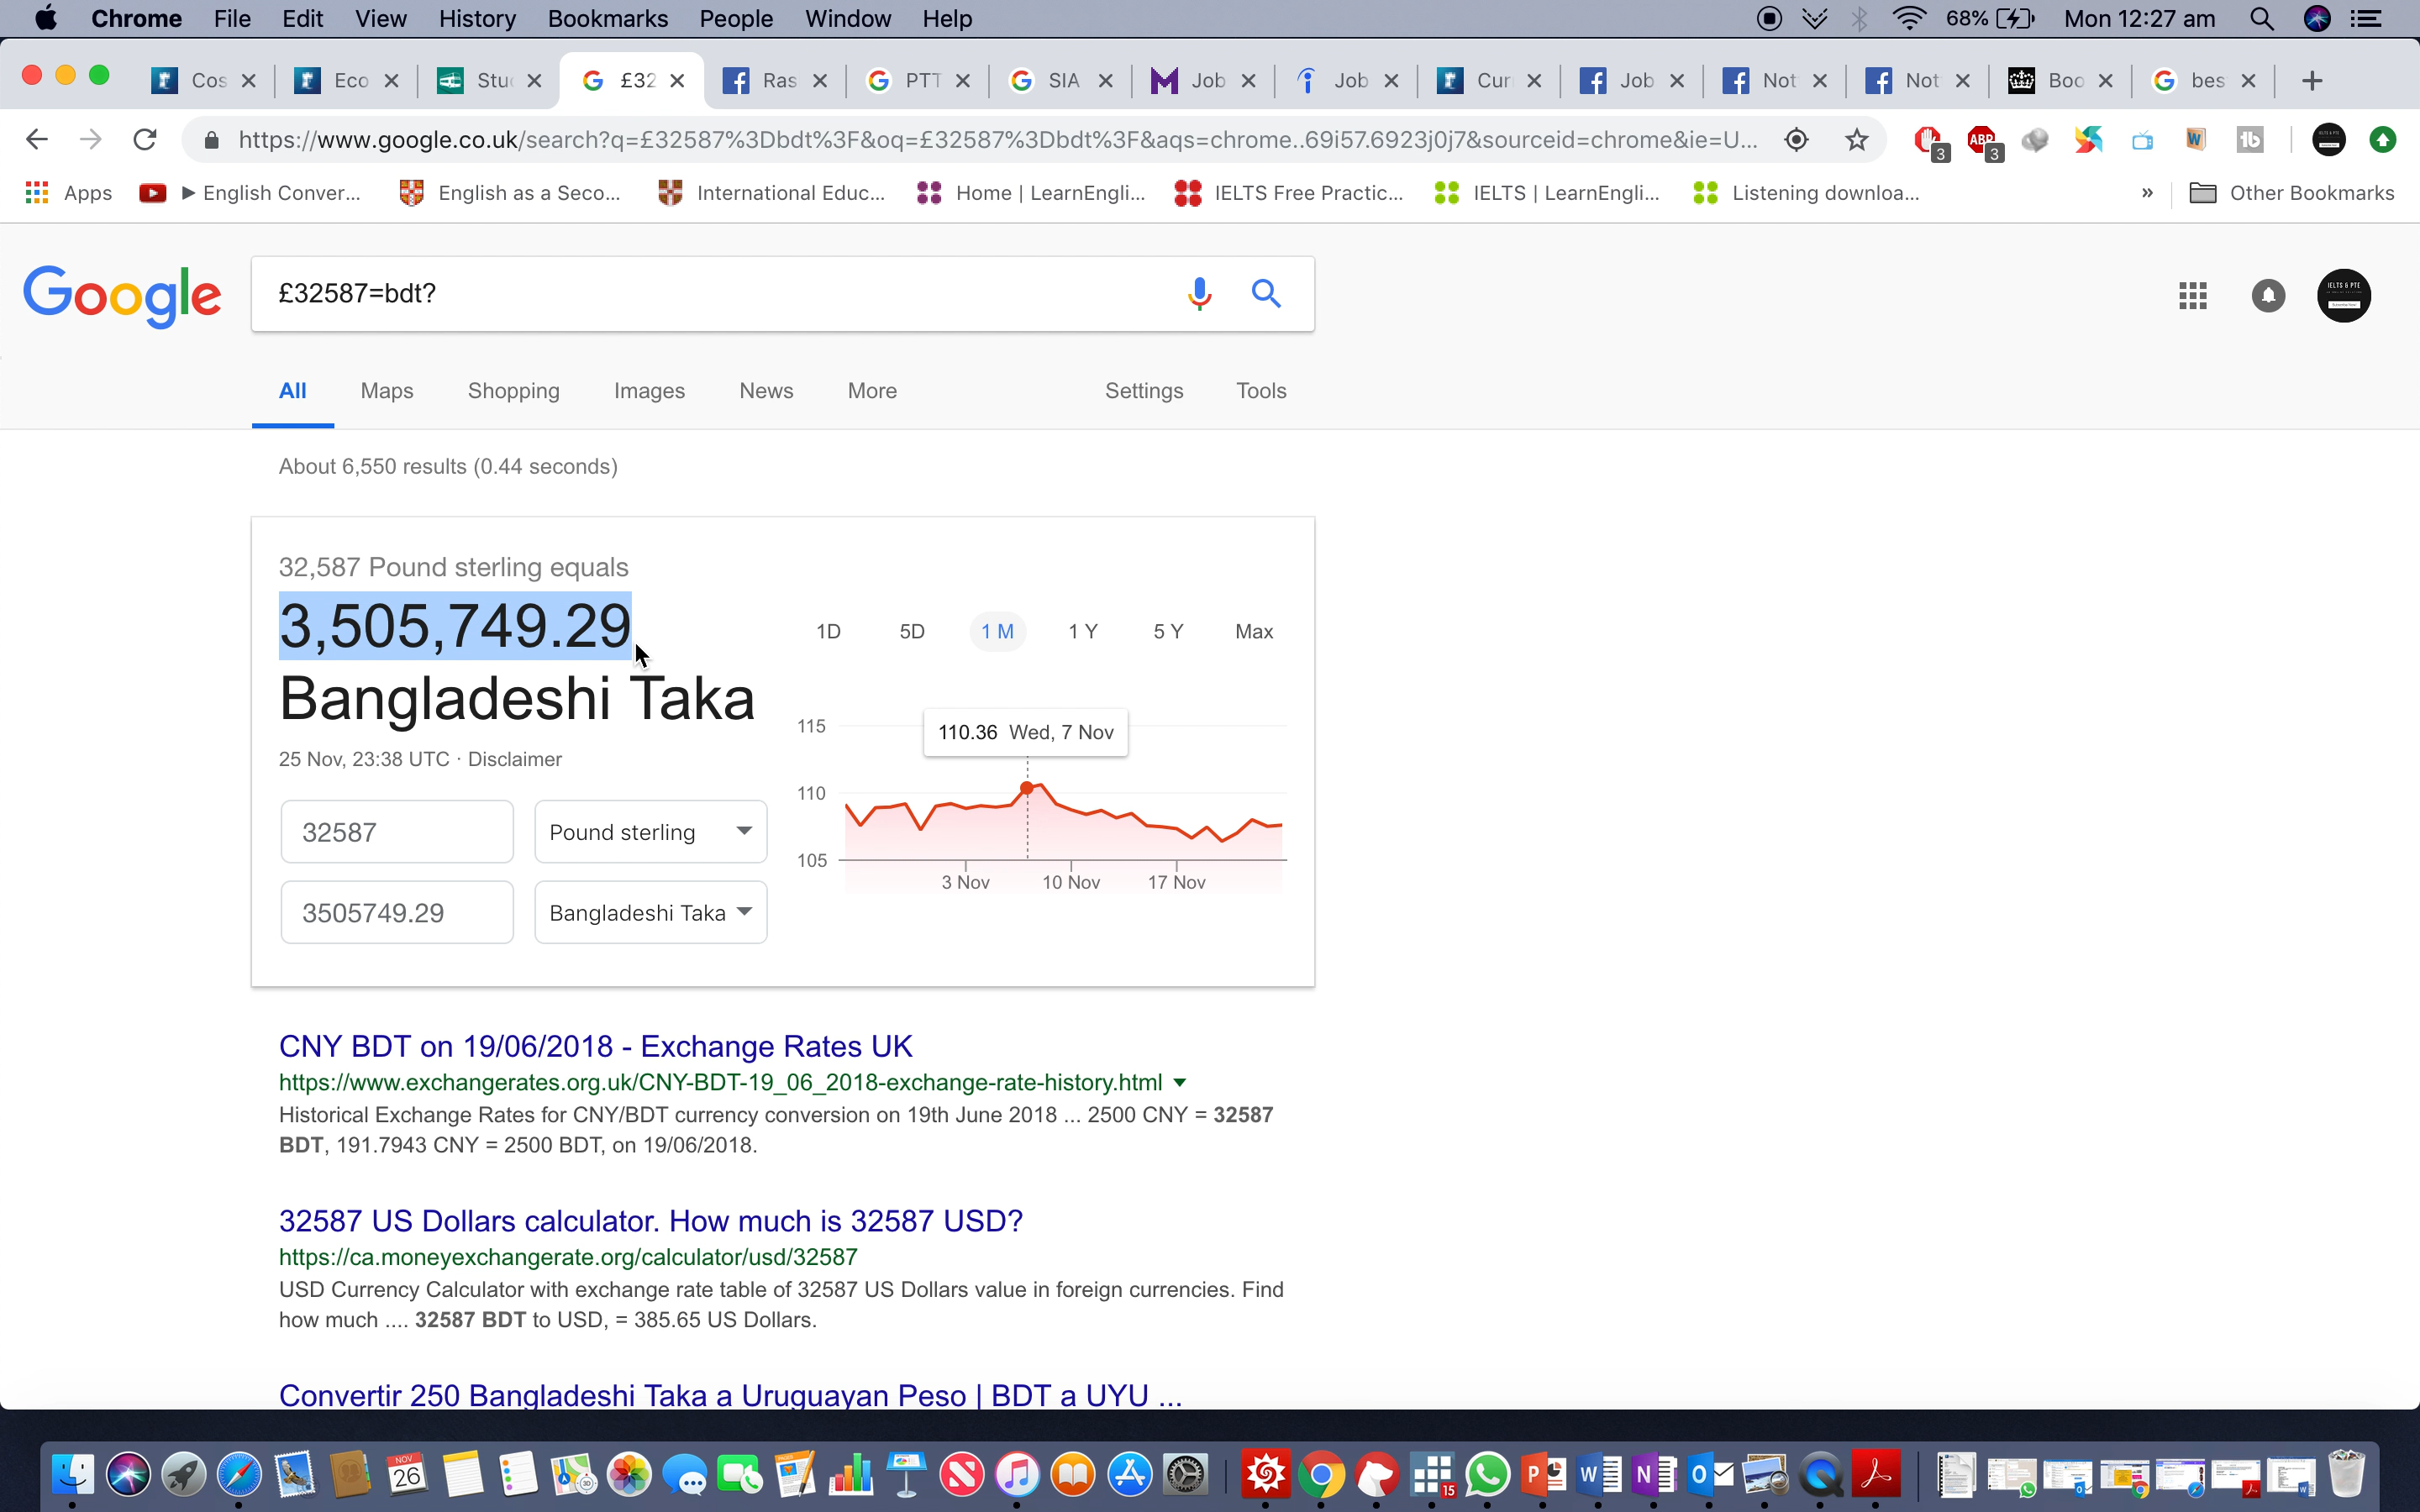 Chrome File Edit View History Bookmarks People Window Help 68% Mon 12:27 am
Cos Eco Stu £32 Ras PTT SIA Job Job Cur Job Not Not Boo bes
https://www.google.co.uk/search?q=£32587%3Dbdt%3F&oq=£32587%3Dbdt%3F&aqs=chrome..69i57.6923j0j7&sourceid=chrome&ie=U... 3 ABP 3
Apps ▶ English Conver... English as a Seco... International Educ... Home | LearnEngli... IELTS Free Practic... IELTS | LearnEngli... Listening downloa... » Other Bookmarks
Google £32587=bdt? IELTS & PTE
All Maps Shopping Images News More Settings Tools
About 6,550 results (0.44 seconds)
32,587 Pound sterling equals
3,505,749.29
Bangladeshi Taka
25 Nov, 23:38 UTC · Disclaimer
32587 Pound sterling
3505749.29 Bangladeshi Taka
1D 5D 1 M 1 Y 5 Y Max
110.36 Wed, 7 Nov
115
110
105
3 Nov 10 Nov 17 Nov
CNY BDT on 19/06/2018 - Exchange Rates UK
https://www.exchangerates.org.uk/CNY-BDT-19_06_2018-exchange-rate-history.html
Historical Exchange Rates for CNY/BDT currency conversion on 19th June 2018 ... 2500 CNY = 32587
BDT, 191.7943 CNY = 2500 BDT, on 19/06/2018.
32587 US Dollars calculator. How much is 32587 USD?
https://ca.moneyexchangerate.org/calculator/usd/32587
USD Currency Calculator with exchange rate table of 32587 US Dollars value in foreign currencies. Find
how much .... 32587 BDT to USD, = 385.65 US Dollars.
Convertir 250 Bangladeshi Taka a Uruguayan Peso | BDT a UYU ...
NOV
26
15